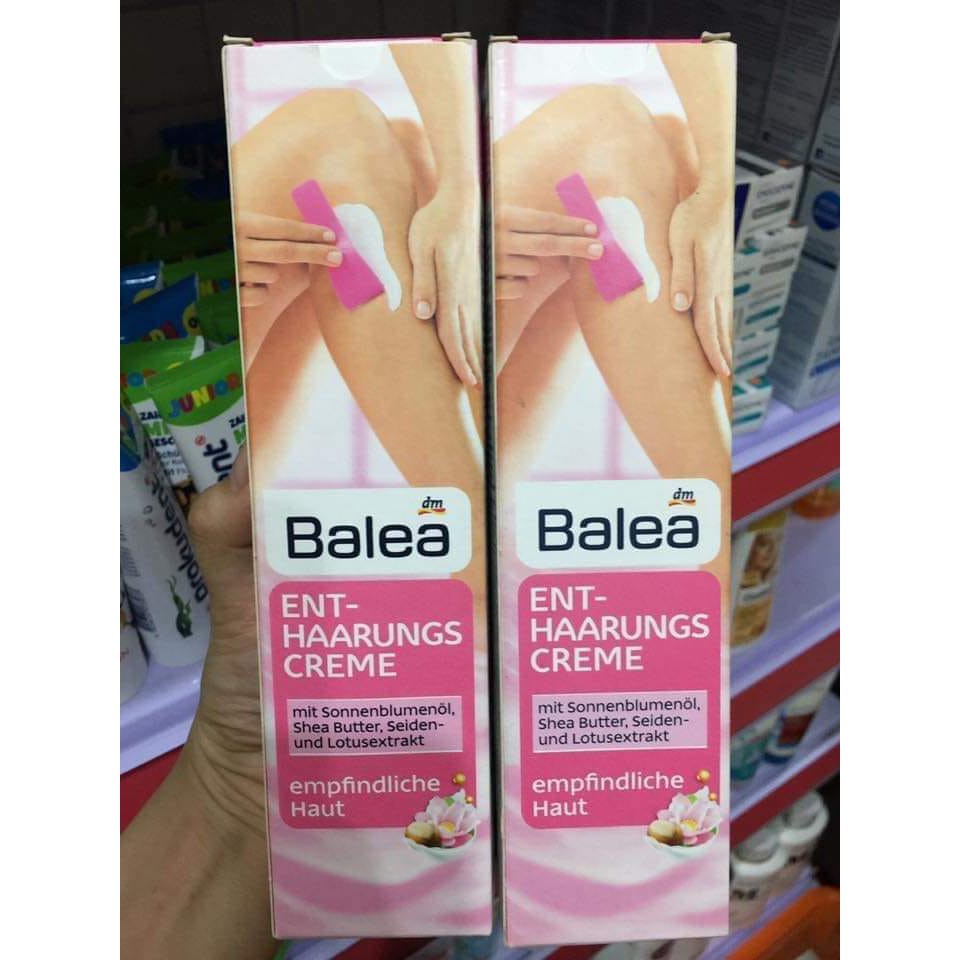 dm
Balea
ENT-
HAARUNGS
CREME
mit Sonnenblumenöl,
Shea Butter, Seiden-
und Lotusextrakt
empfindliche
Haut
dm
Balea
ENT-
HAARUNGS
CREME
mit Sonnenblumenöl,
Shea Butter, Seiden-
und Lotusextrakt
empfindliche
Haut
JUNIOR
prokudent